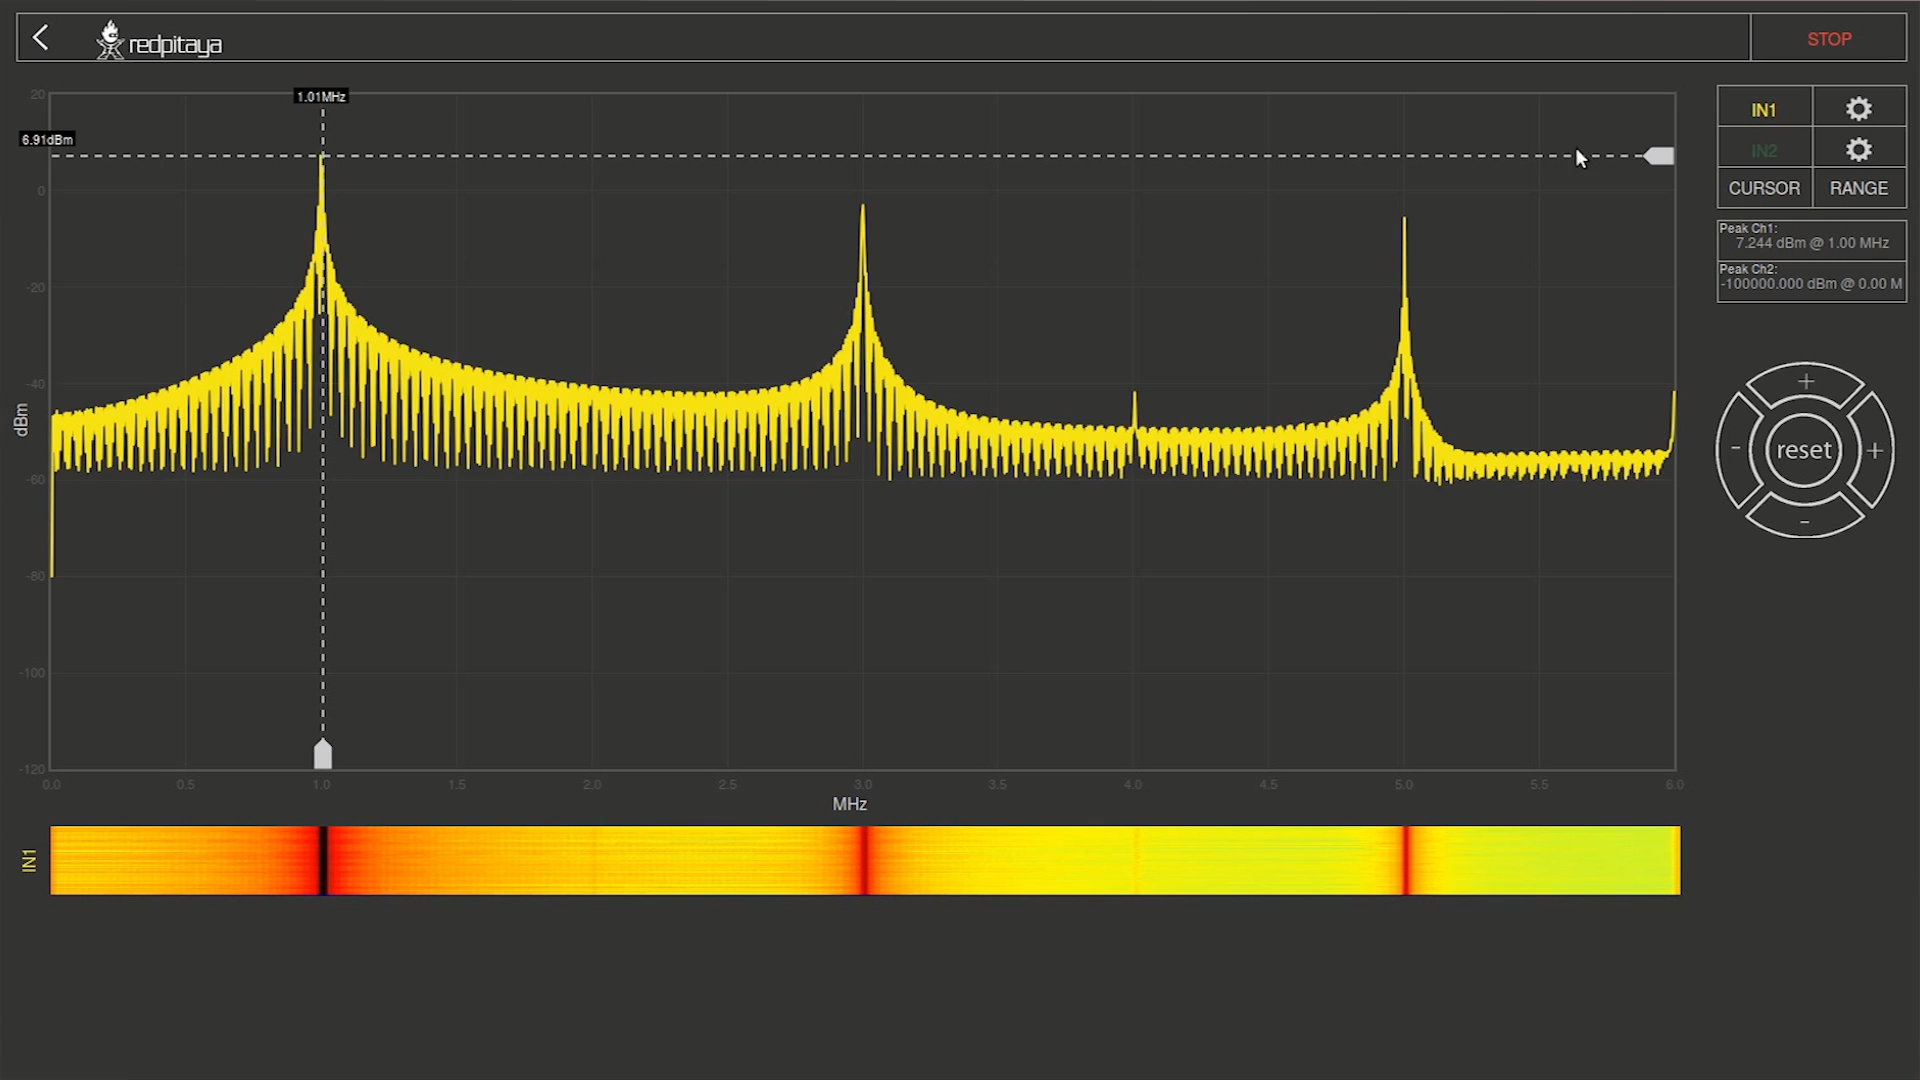 redpitaya
STOP
20
1.01MHz
6.91dBm
0
-20
-40
-60
-80
-100
-120
dBm
0.0 0.5 1.0 1.5 2.0 2.5 3.0 3.5 4.0 4.5 5.0 5.5 6.0
MHz
IN1
IN1
IN2
CURSOR RANGE
Peak Ch1:
7.244 dBm @ 1.00 MHz
Peak Ch2:
-100000.000 dBm @ 0.00 M
+
- reset +
-